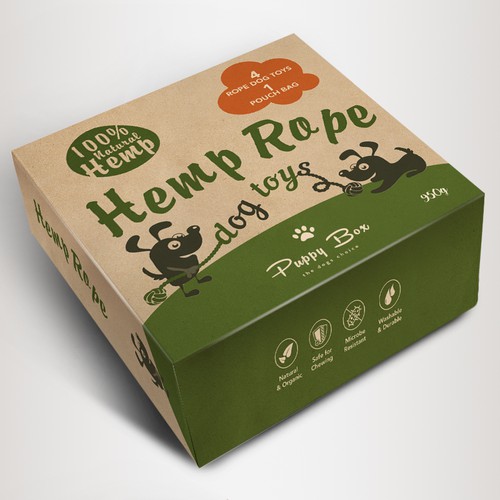 4
ROPE DOG TOYS
1
POUCH BAG
100%
Natural
Hemp
Hemp Rope
dog toys
950g
Puppy Box
the dogs choice
Hemp Rope
Natural
& Organic
Safe for
Chewing
Microbe
Resistant
Washable
& Durable